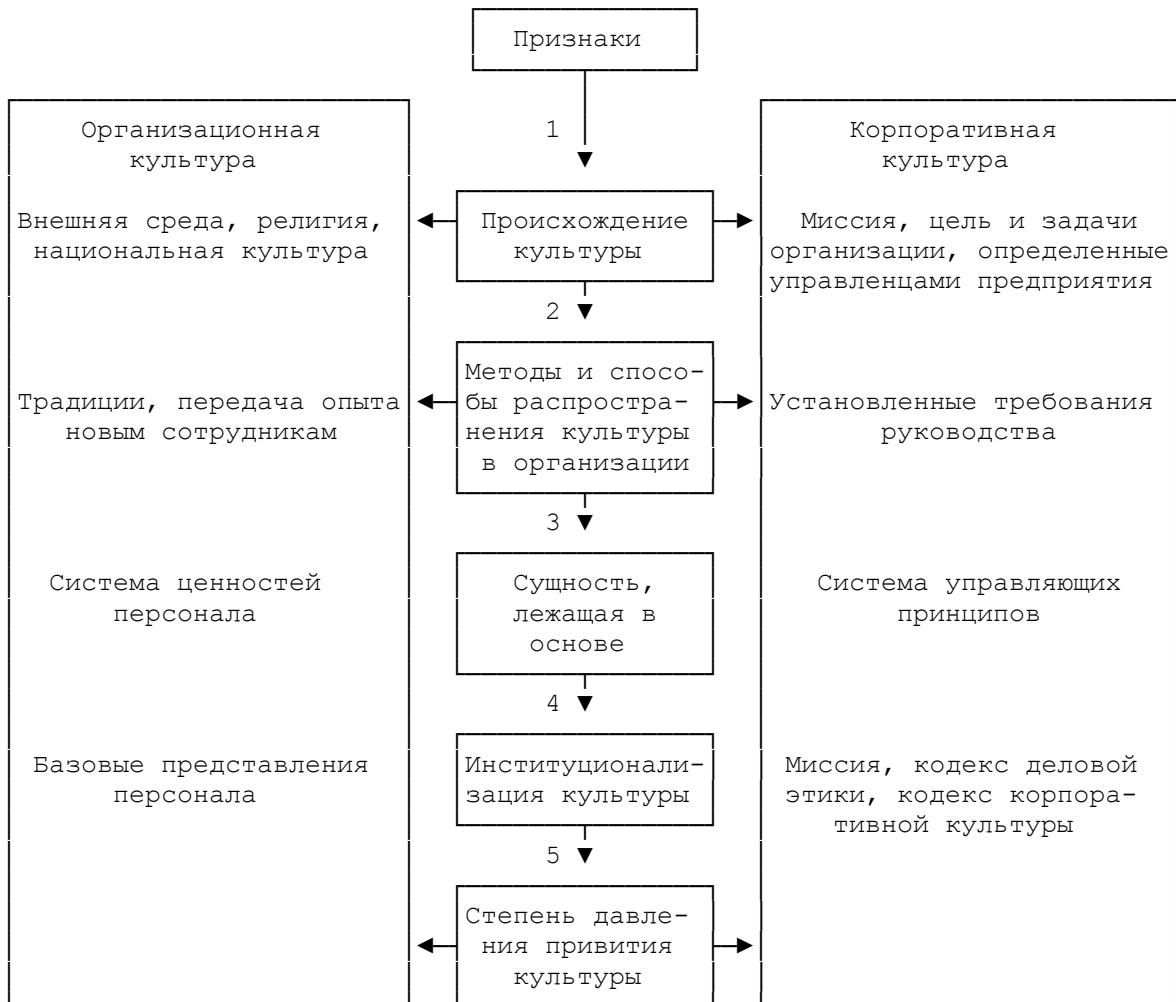 Признаки
1
Организационная
культура
Корпоративная
культура
Внешняя среда, религия,
национальная культура
Происхождение
культуры
Миссия, цель и задачи
организации, определенные
управленцами предприятия
2
Традиции, передача опыта
новым сотрудникам
Методы и спосо-
бы распростра-
нения культуры
в организации
Установленные требования
руководства
3
Система ценностей
персонала
Сущность,
лежащая в
основе
Система управляющих
принципов
4
Базовые представления
персонала
Институционали-
зация культуры
Миссия, кодекс деловой
этики, кодекс корпора-
тивной культуры
5
Степень давле-
ния привития
культуры